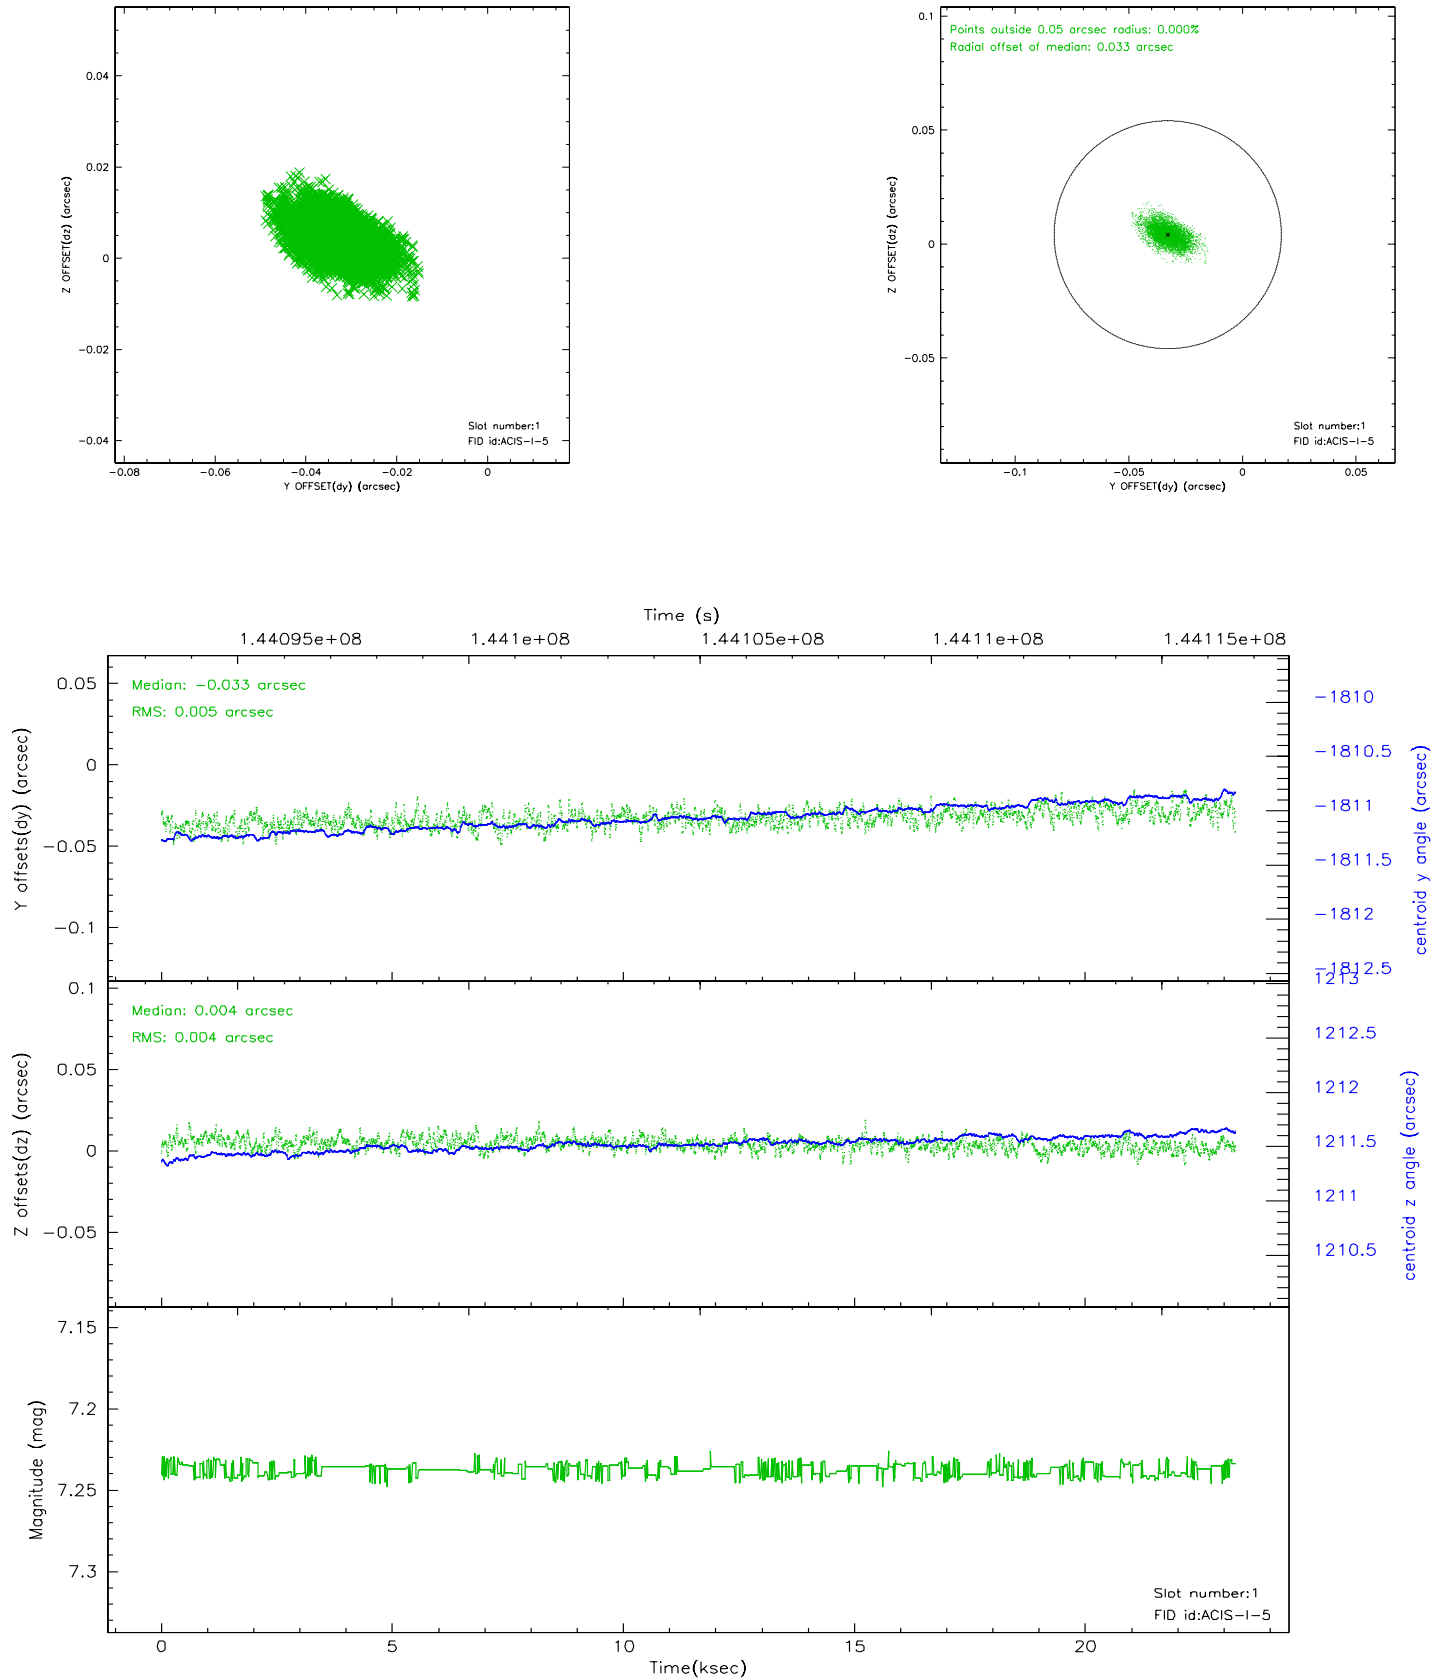 0.04
0.02
0
−0.02
−0.04
Z OFFSET(dz) (arcsec)
Slot number:1
FID id:ACIS−I−5
−0.08
−0.06
−0.04
−0.02
0
Y OFFSET(dy) (arcsec)
0.1
0.05
0
−0.05
Z OFFSET(dz) (arcsec)
Points outside 0.05 arcsec radius: 0.000%
Radial offset of median: 0.033 arcsec
Slot number:1
FID id:ACIS−I−5
−0.1
−0.05
0
0.05
Y OFFSET(dy) (arcsec)
Time (s)
1.44095e+08
1.441e+08
1.44105e+08
1.4411e+08
1.44115e+08
0.05
0
−0.05
−0.1
Y offsets(dy) (arcsec)
Median: −0.033 arcsec
RMS: 0.005 arcsec
−1810
−1810.5
−1811
−1811.5
−1812
−1812.5
centroid y angle (arcsec)
0.1
0.05
0
−0.05
Z offsets(dz) (arcsec)
Median: 0.004 arcsec
RMS: 0.004 arcsec
1213
1212.5
1212
1211.5
1211
1210.5
centroid z angle (arcsec)
7.15
7.2
7.25
7.3
Magnitude (mag)
Slot number:1
FID id:ACIS−I−5
0
5
10
15
20
Time(ksec)